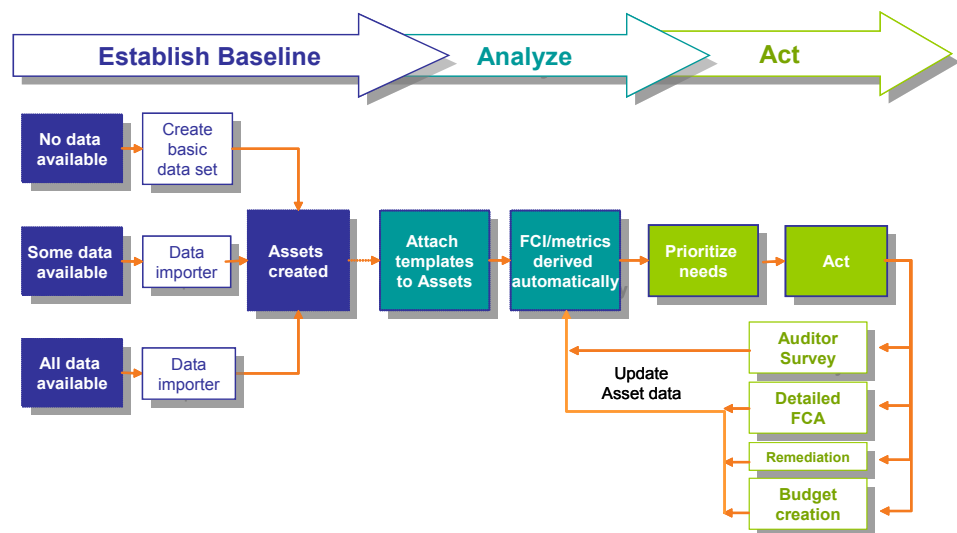 Establish Baseline
Analyze
Act
No data
available
Create
basic
data set
Some data
available
Data
importer
Assets
created
Attach
templates
to Assets
FCI/metrics
derived
automatically
Prioritize
needs
Act
All data
available
Data
importer
Update
Asset data
Auditor
Survey
Detailed
FCA
Remediation
Budget
creation